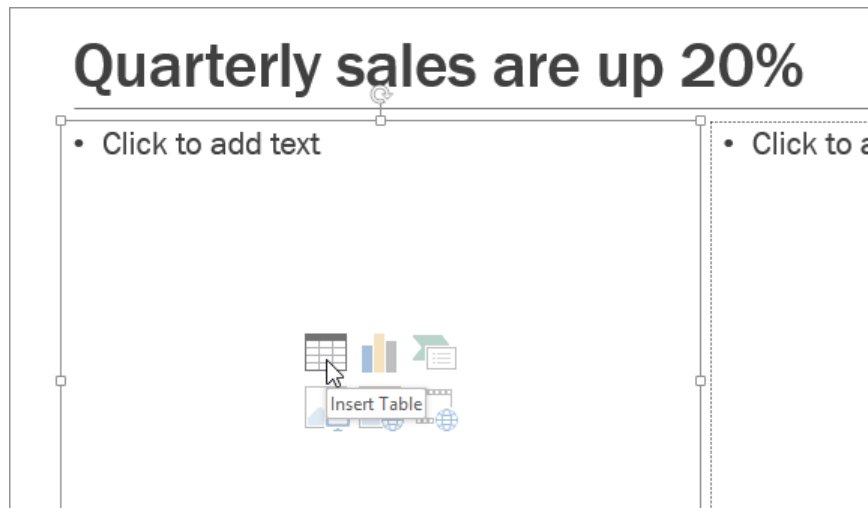 Quarterly sales are up 20%
• Click to add text
• Click to
Insert Table